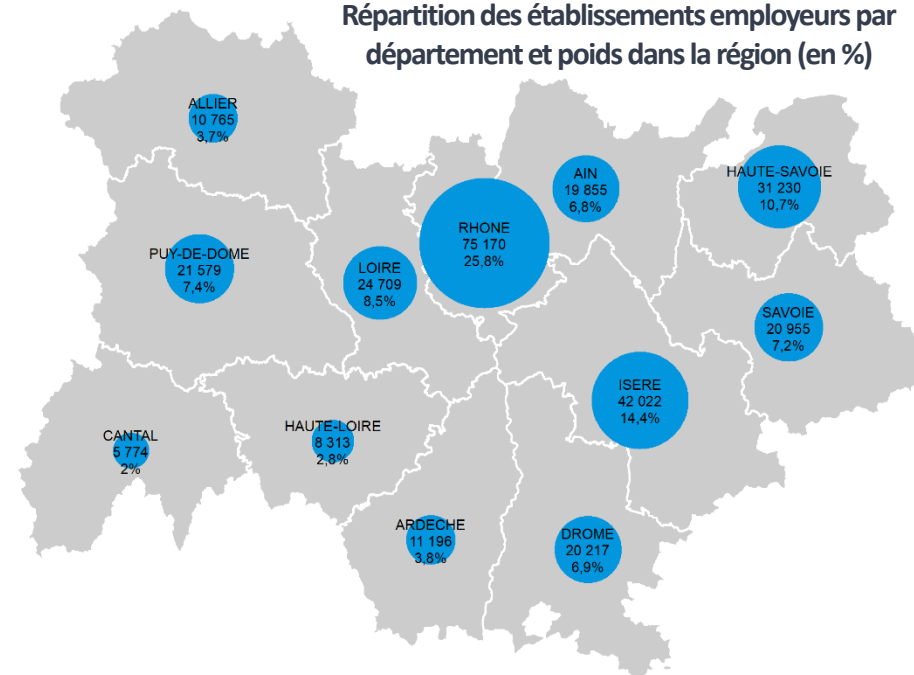 Répartition des établissements employeurs par
département et poids dans la région (en %)
ALLIER
10 765
3,7%
AIN
19 855
6,8%
HAUTE-SAVOIE
31 230
10,7%
RHONE
75 170
25,8%
PUY-DE-DOME
21 579
7,4%
LOIRE
24 709
8,5%
SAVOIE
20 955
7,2%
ISERE
42 022
14,4%
CANTAL
5 774
2%
HAUTE-LOIRE
8 313
2,8%
ARDECHE
11 196
3,8%
DROME
20 217
6,9%